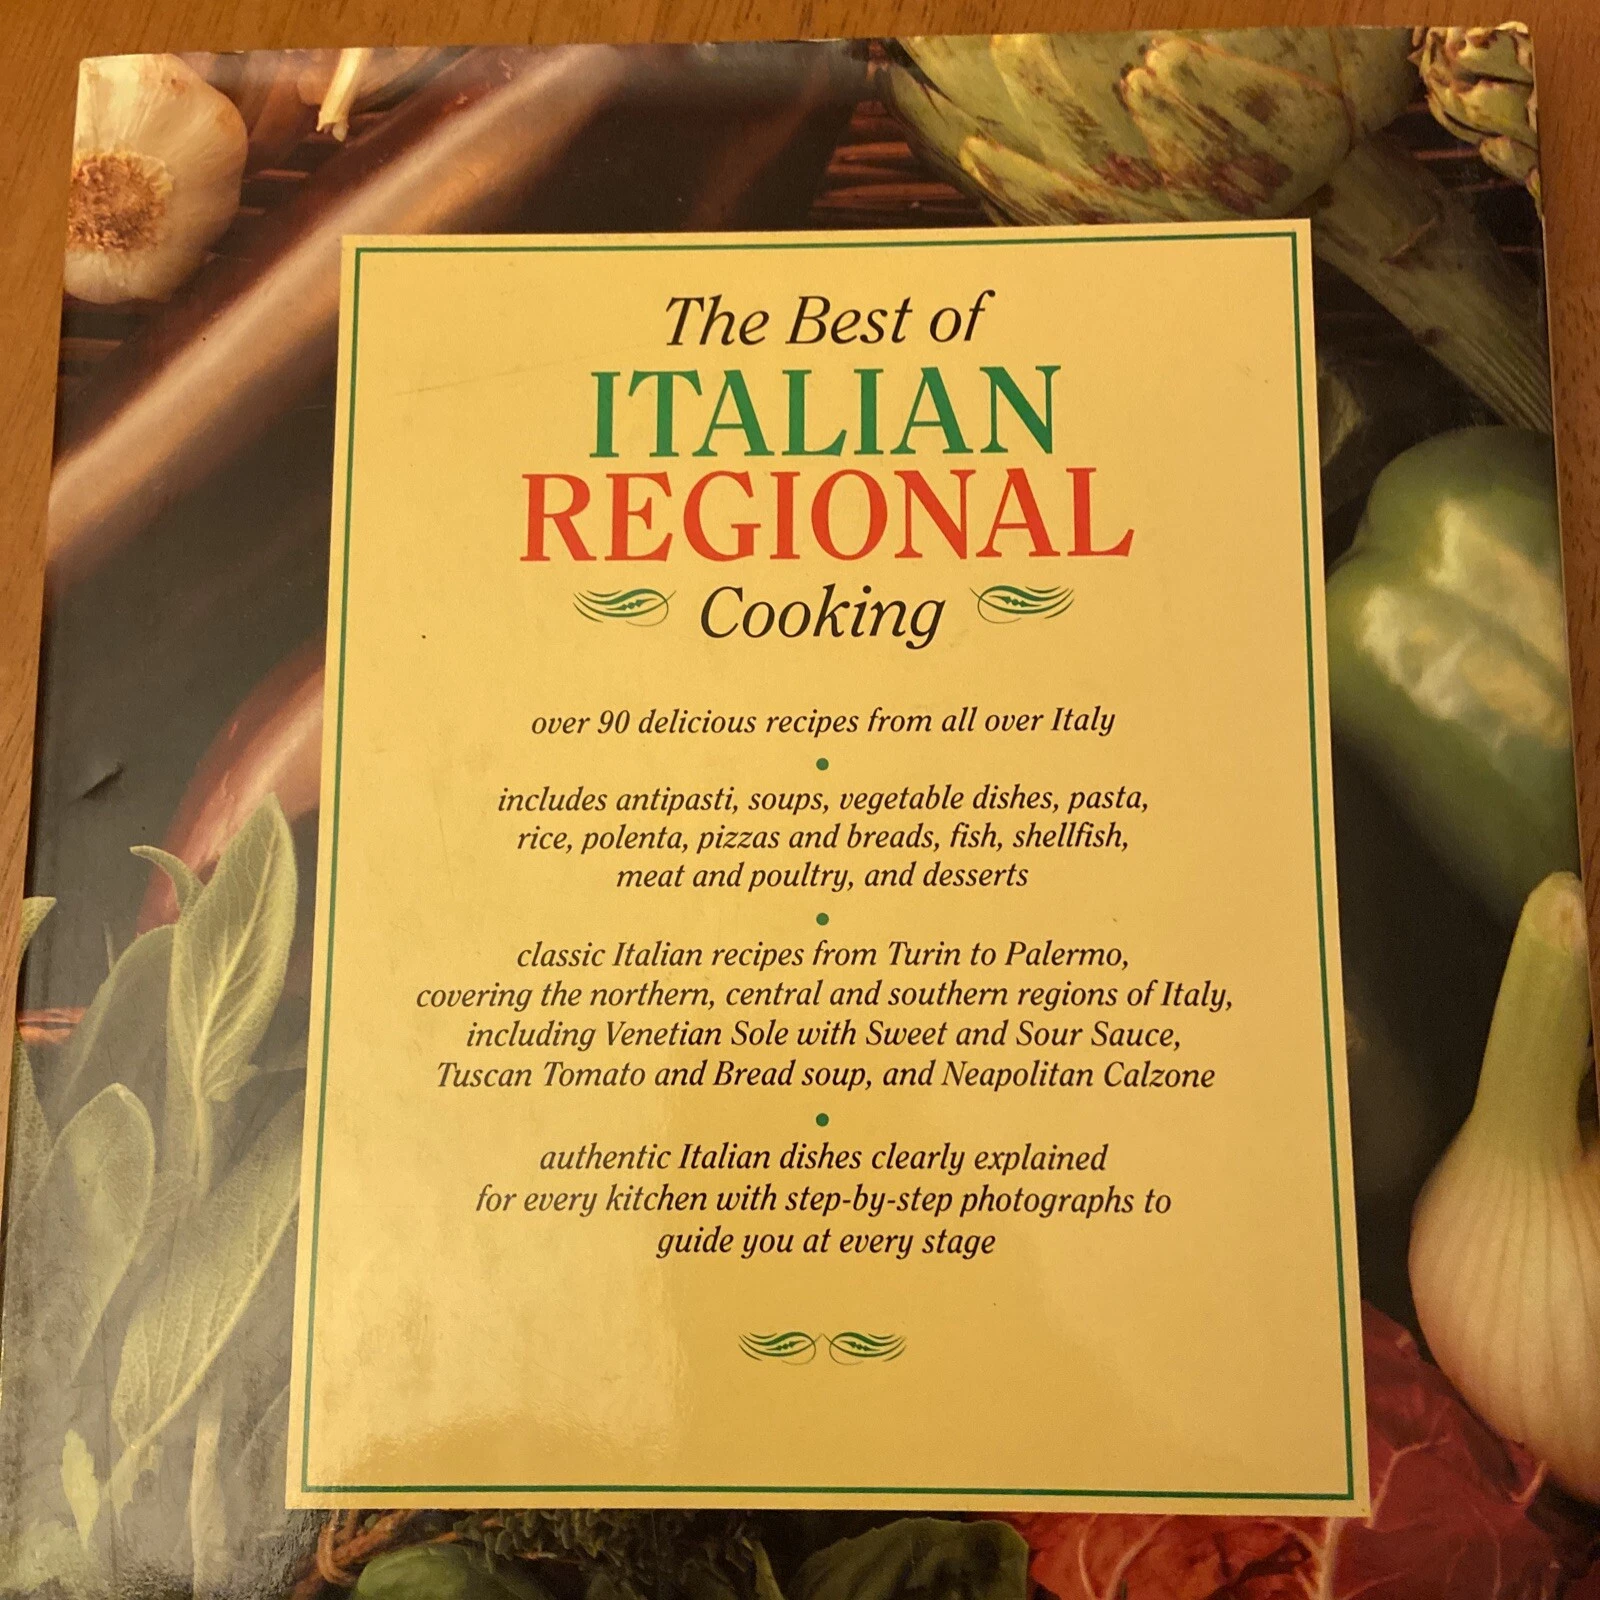 The Best of
ITALIAN
REGIONAL
Cooking
over 90 delicious recipes from all over Italy
•
includes antipasti, soups, vegetable dishes, pasta,
rice, polenta, pizzas and breads, fish, shellfish,
meat and poultry, and desserts
•
classic Italian recipes from Turin to Palermo,
covering the northern, central and southern regions of Italy,
including Venetian Sole with Sweet and Sour Sauce,
Tuscan Tomato and Bread soup, and Neapolitan Calzone
•
authentic Italian dishes clearly explained
for every kitchen with step-by-step photographs to
guide you at every stage